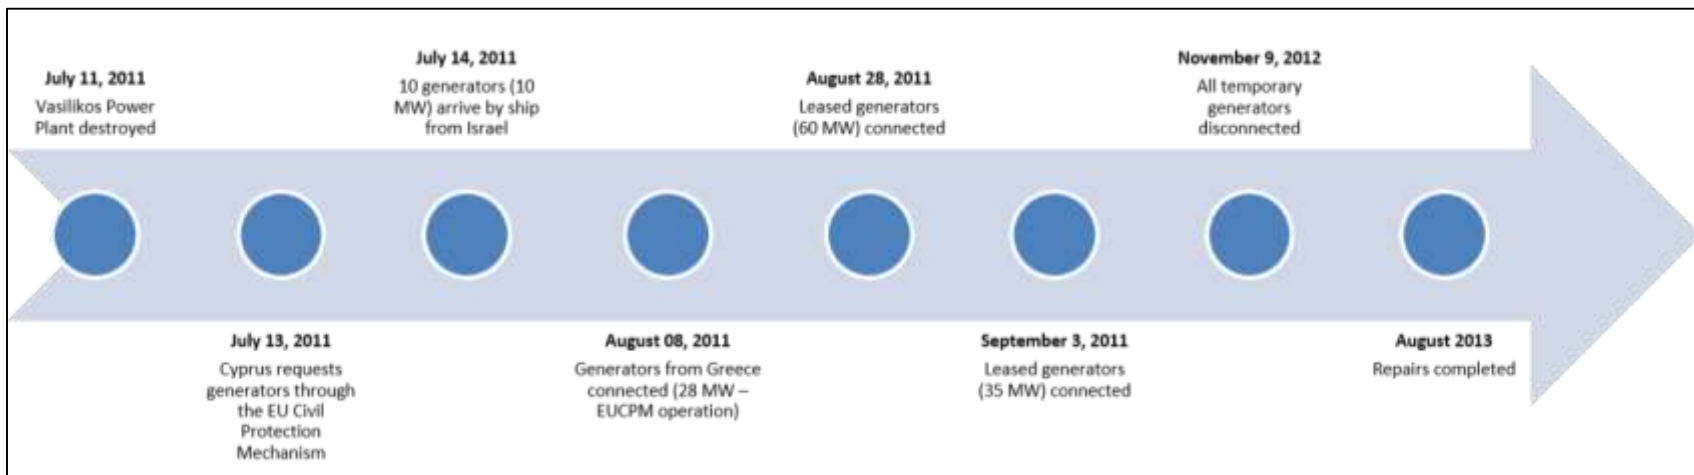 July 11, 2011
Vasilikos Power
Plant destroyed
July 13, 2011
Cyprus requests
generators through
the EU Civil
Protection
Mechanism
July 14, 2011
10 generators (10
MW) arrive by ship
from Israel
August 08, 2011
Generators from Greece
connected (28 MW –
EUCPM operation)
August 28, 2011
Leased generators
(60 MW) connected
September 3, 2011
Leased generators
(35 MW) connected
November 9, 2012
All temporary
generators
disconnected
August 2013
Repairs completed